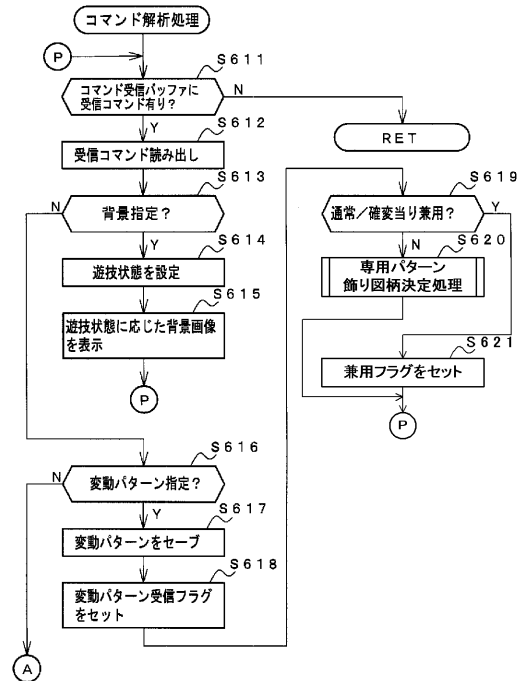 コマンド解析処理
P
S611
コマンド受信バッファに
受信コマンド有り?
N
Y
RET
S612
受信コマンド読み出し
S613
背景指定?
N
Y
S614
遊技状態を設定
S615
遊技状態に応じた背景画像
を表示
P
S616
変動パターン指定?
N
Y
S617
変動パターンをセーブ
S618
変動パターン受信フラグ
をセット
A
S619
通常/確変当り兼用?
Y
N
S620
専用パターン
飾り図柄決定処理
S621
兼用フラグをセット
P